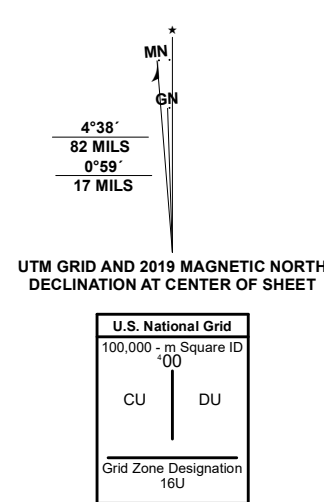 ★
MN
GN
4°38´
82 MILS
0°59´
17 MILS
UTM GRID AND 2019 MAGNETIC NORTH
DECLINATION AT CENTER OF SHEET
U.S. National Grid
100,000 - m Square ID
⁴00
CU DU
Grid Zone Designation
16U